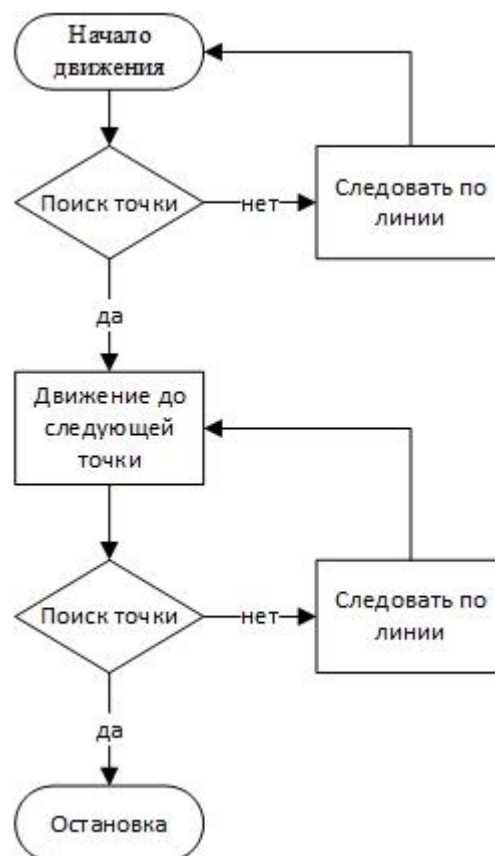 Начало
движения
Поиск точки
нет
Следовать по
линии
да
Движение до
следующей
точки
Поиск точки
нет
Следовать по
линии
да
Остановка